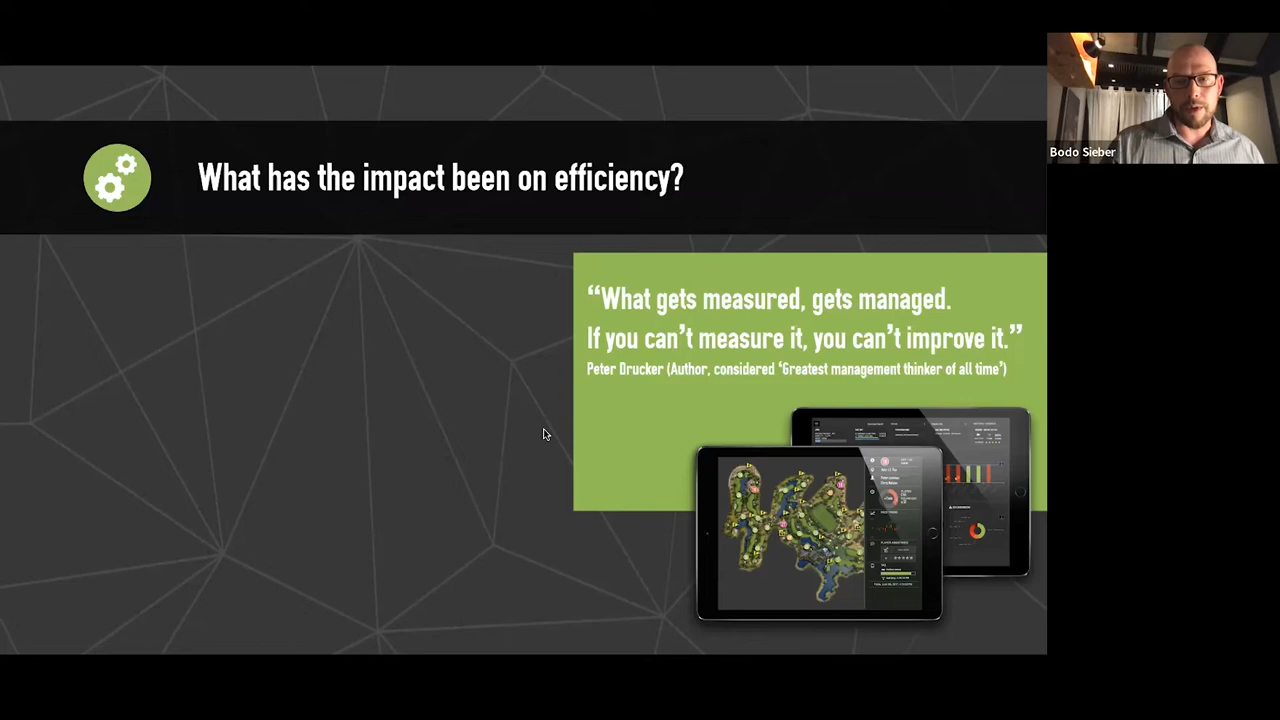 What has the impact been on efficiency?
“What gets measured, gets managed.
If you can’t measure it, you can’t improve it.”
Peter Drucker (Author, considered ‘Greatest management thinker of all time’)
Bodo Sieber